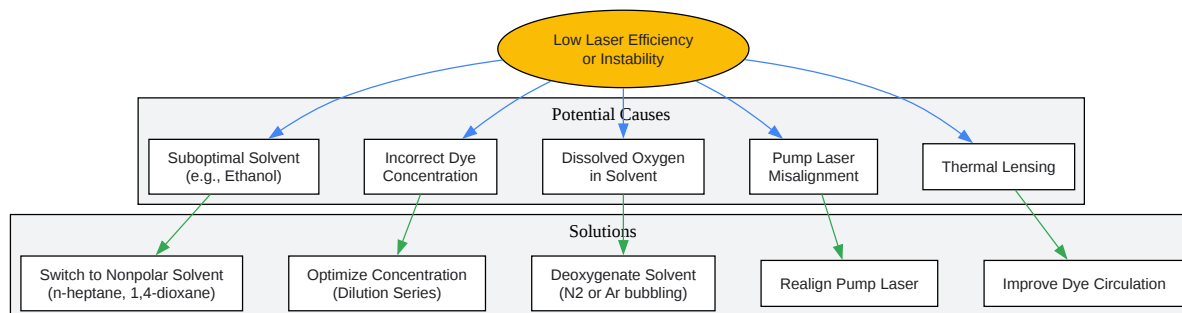 Low Laser Efficiency
or Instability
Potential Causes
Suboptimal Solvent
(e.g., Ethanol)
Incorrect Dye
Concentration
Dissolved Oxygen
in Solvent
Pump Laser
Misalignment
Thermal Lensing
Solutions
Switch to Nonpolar Solvent
(n-heptane, 1,4-dioxane)
Optimize Concentration
(Dilution Series)
Deoxygenate Solvent
(N2 or Ar bubbling)
Realign Pump Laser
Improve Dye Circulation